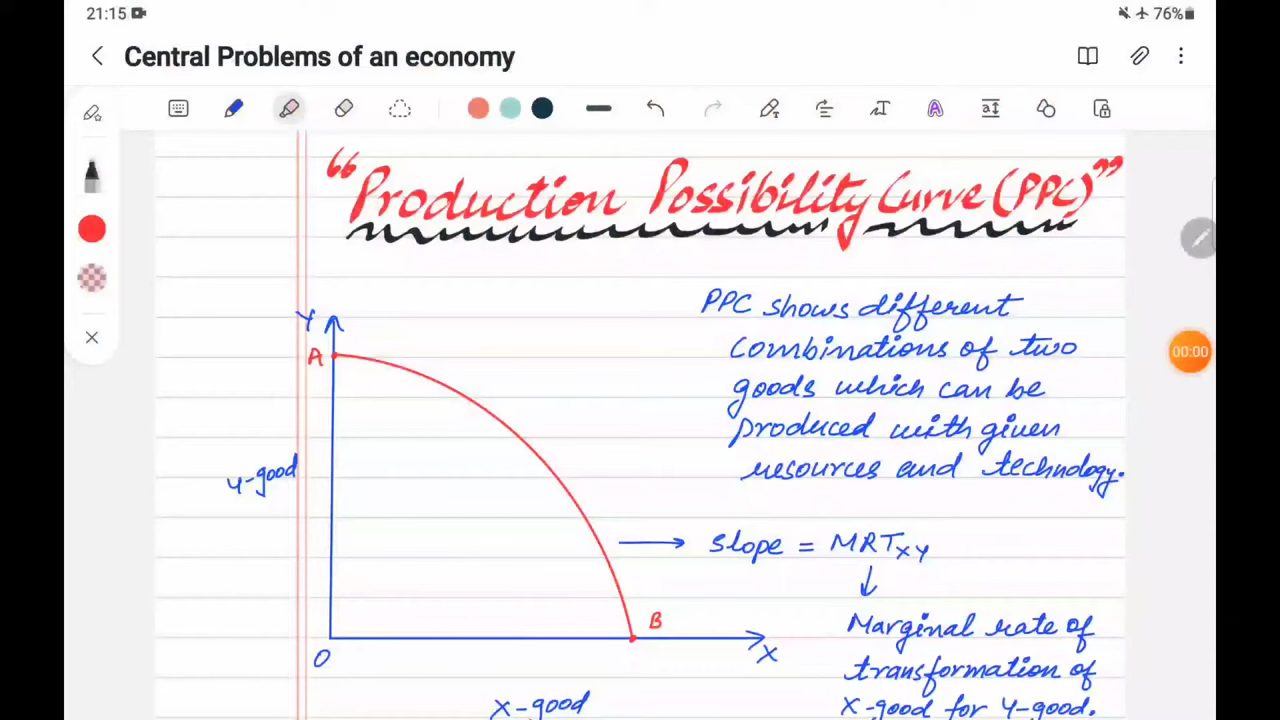 21:15
76%
Central Problems of an economy
"Production Possibility Curve (PPC)"
PPC shows different
combinations of two
goods which can be
produced with given
resources and technology.
Y
A
y-good
00:00
slope = MRTXY
B
Marginal rate of
O
X
transformation of
x-good
x-good for y-good.